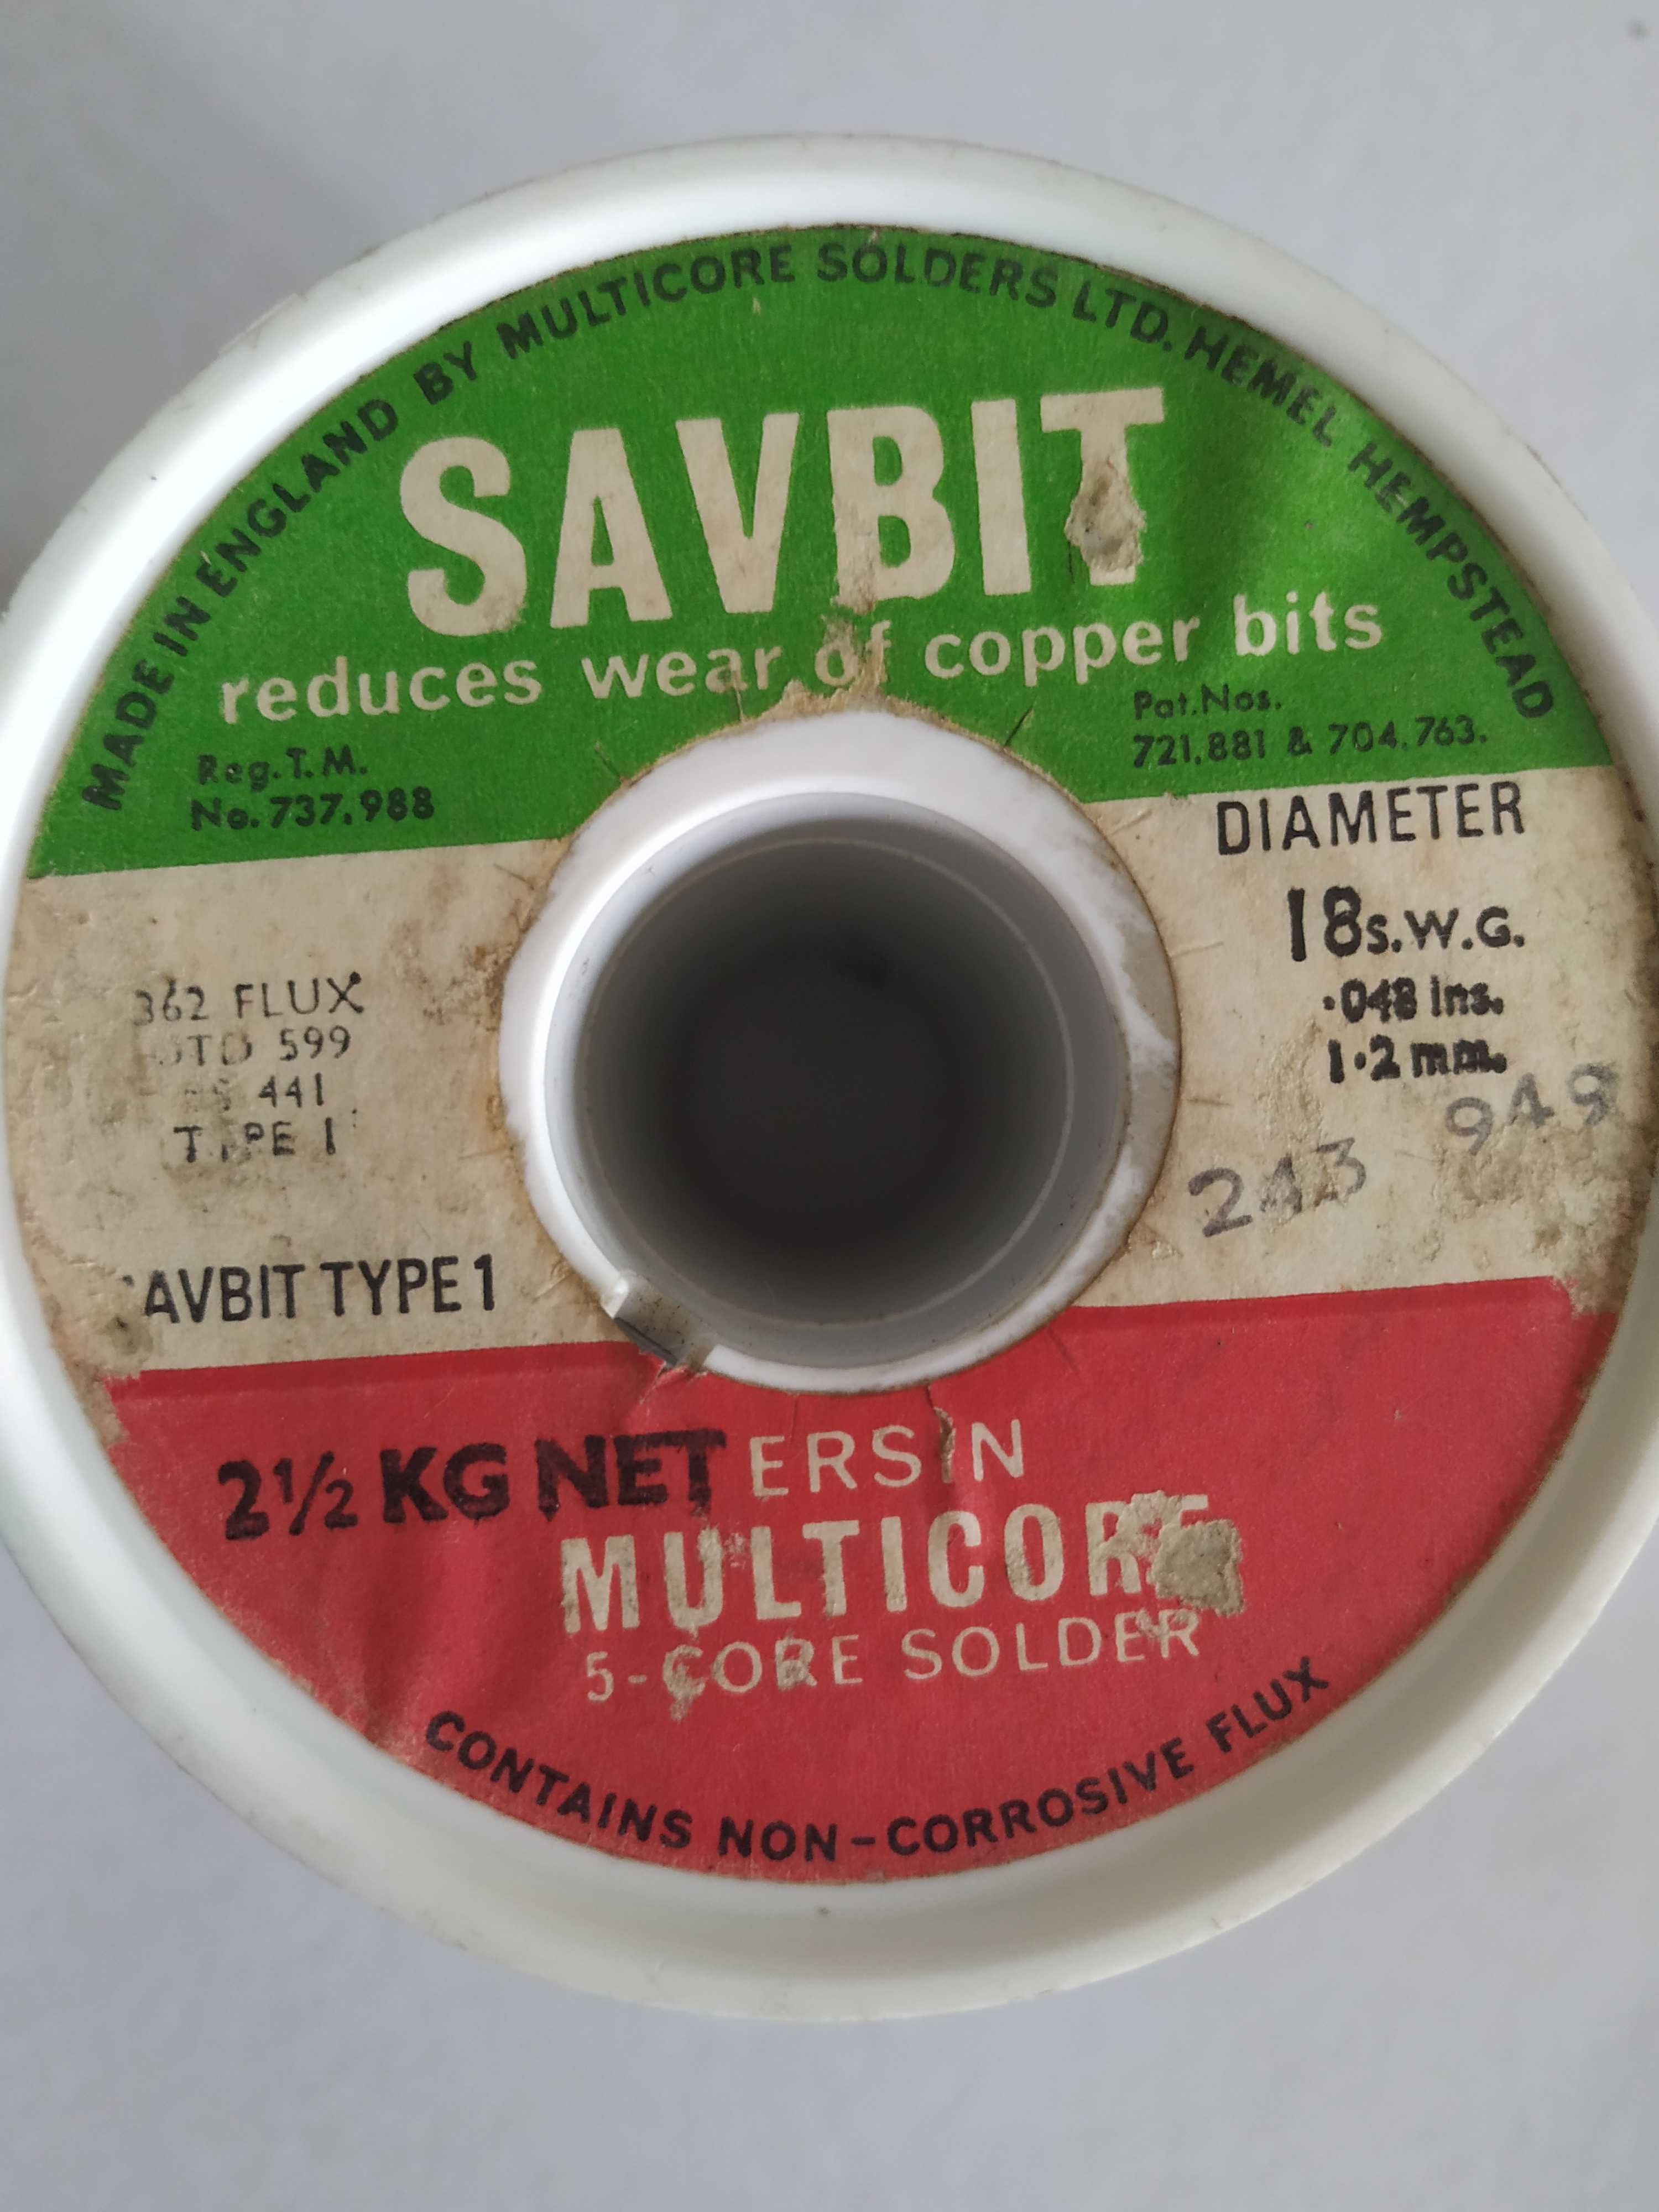 MADE IN ENGLAND BY MULTICORE SOLDERS LTD. HEMEL HEMPSTEAD
SAVBIT
reduces wear of copper bits
Reg. T. M.
No. 737.988
Pat. Nos.
721.881 & 704.763.
DIAMETER
18 S.W.G.
.048 ins.
1.2 mm.
243 949
362 FLUX
599
441
TYPE 1
SAVBIT TYPE 1
2½ KG NET
ERSIN
MULTICORE
5-CORE SOLDER
CONTAINS NON-CORROSIVE FLUX